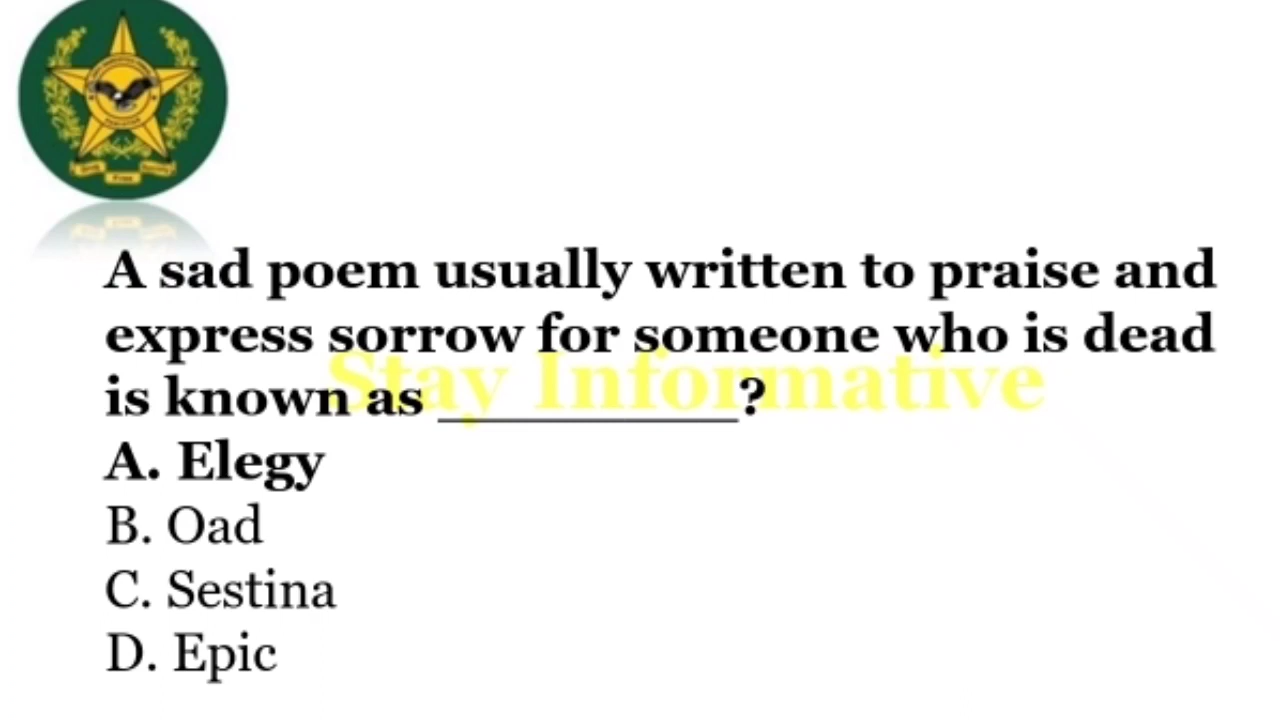 A sad poem usually written to praise and
express sorrow for someone who is dead
Stay Informative
is known as ___________?
A. Elegy
B. Oad
C. Sestina
D. Epic